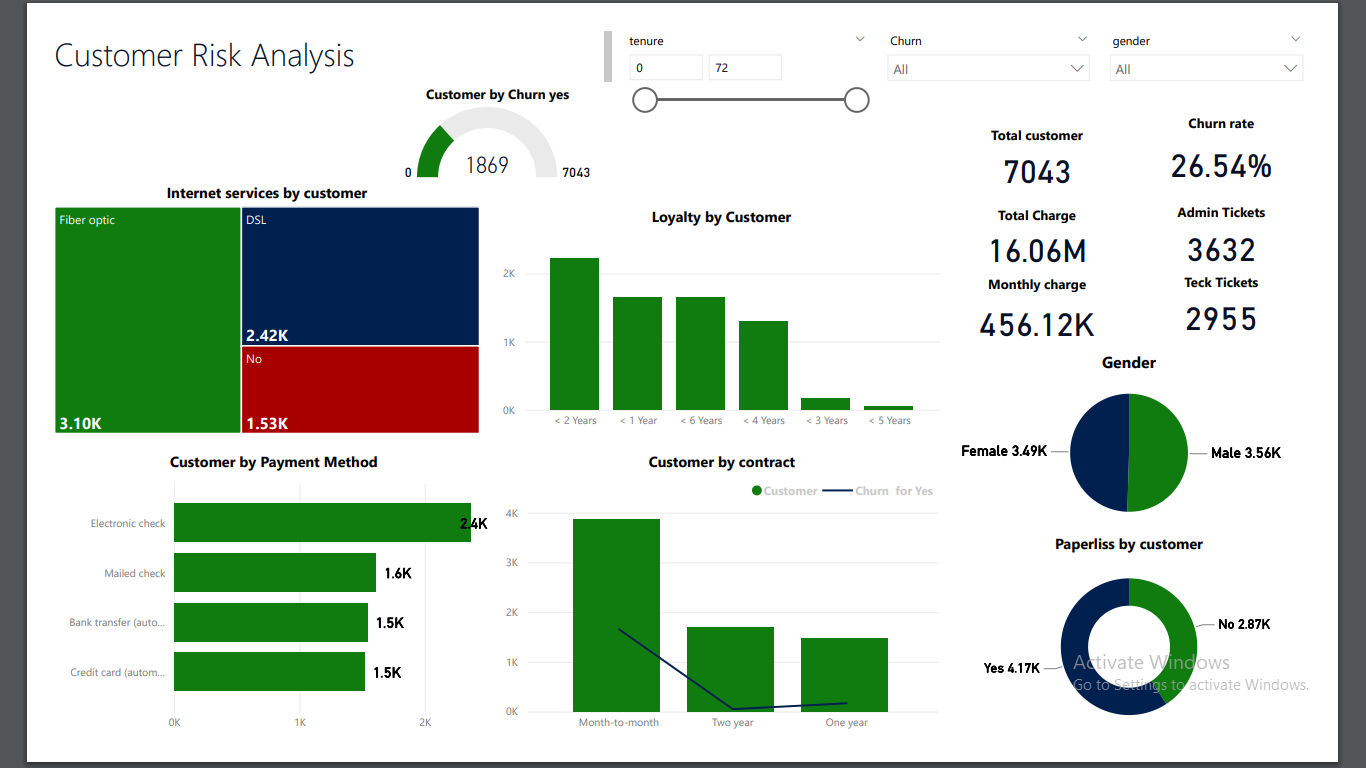 Customer Risk Analysis
tenure
0
72
Churn
All
gender
All
Customer by Churn yes
0
1869
7043
Total customer
7043
Churn rate
26.54%
Total Charge
16.06M
Admin Tickets
3632
Monthly charge
456.12K
Teck Tickets
2955
Internet services by customer
Fiber optic
3.10K
DSL
2.42K
No
1.53K
Loyalty by Customer
2K
1K
0K
< 2 Years
< 1 Year
< 6 Years
< 4 Years
< 3 Years
< 5 Years
Gender
Female 3.49K
Male 3.56K
Customer by Payment Method
Electronic check
2.4K
Mailed check
1.6K
Bank transfer (auto...
1.5K
Credit card (autom...
1.5K
0K
1K
2K
Customer by contract
Customer
Churn for Yes
4K
3K
2K
1K
0K
Month-to-month
Two year
One year
Paperliss by customer
No 2.87K
Yes 4.17K
Activate Windows
Go to Settings to activate Windows.